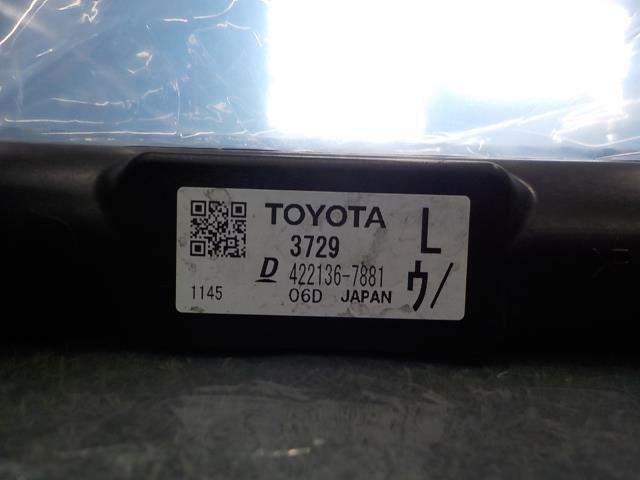 TOYOTA L
3729
D 422136-7881 ウ/
1145 06D JAPAN